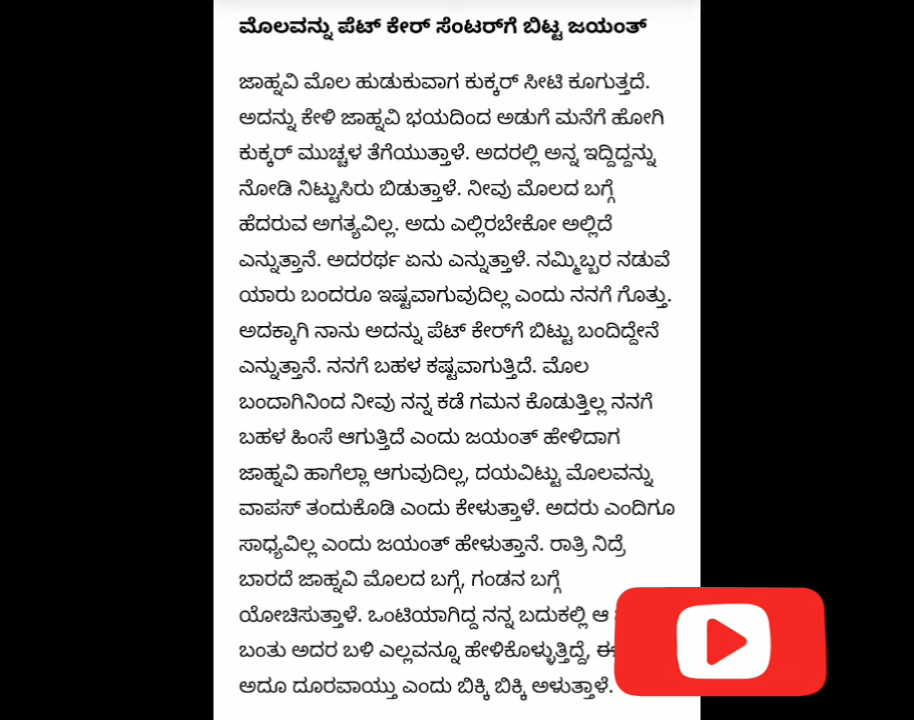 ಮೊಲವನ್ನು ಪೆಟ್ ಕೇರ್ ಸೆಂಟರ್‌ಗೆ ಬಿಟ್ಟ ಜಯಂತ್
ಜಾಹ್ನವಿ ಮೊಲ ಹುಡುಕುವಾಗ ಕುಕ್ಕರ್ ಸೀಟಿ ಕೂಗುತ್ತದೆ.
ಅದನ್ನು ಕೇಳಿ ಜಾಹ್ನವಿ ಭಯದಿಂದ ಅಡುಗೆ ಮನೆಗೆ ಹೋಗಿ
ಕುಕ್ಕರ್ ಮುಚ್ಚಳ ತೆಗೆಯುತ್ತಾಳೆ. ಅದರಲ್ಲಿ ಅನ್ನ ಇದ್ದಿದ್ದನ್ನು
ನೋಡಿ ನಿಟ್ಟುಸಿರು ಬಿಡುತ್ತಾಳೆ. ನೀವು ಮೊಲದ ಬಗ್ಗೆ
ಹೆದರುವ ಅಗತ್ಯವಿಲ್ಲ. ಅದು ಎಲ್ಲಿರಬೇಕೋ ಅಲ್ಲಿದೆ
ಎನ್ನುತ್ತಾನೆ. ಅದರರ್ಥ ಏನು ಎನ್ನುತ್ತಾಳೆ. ನಮ್ಮಿಬ್ಬರ ನಡುವೆ
ಯಾರು ಬಂದರೂ ಇಷ್ಟವಾಗುವುದಿಲ್ಲ ಎಂದು ನನಗೆ ಗೊತ್ತು.
ಅದಕ್ಕಾಗಿ ನಾನು ಅದನ್ನು ಪೆಟ್ ಕೇರ್‌ಗೆ ಬಿಟ್ಟು ಬಂದಿದ್ದೇನೆ
ಎನ್ನುತ್ತಾನೆ. ನನಗೆ ಬಹಳ ಕಷ್ಟವಾಗುತ್ತಿದೆ. ಮೊಲ
ಬಂದಾಗಿನಿಂದ ನೀವು ನನ್ನ ಕಡೆ ಗಮನ ಕೊಡುತ್ತಿಲ್ಲ ನನಗೆ
ಬಹಳ ಹಿಂಸೆ ಆಗುತ್ತಿದೆ ಎಂದು ಜಯಂತ್ ಹೇಳಿದಾಗ
ಜಾಹ್ನವಿ ಹಾಗೆಲ್ಲಾ ಆಗುವುದಿಲ್ಲ, ದಯವಿಟ್ಟು ಮೊಲವನ್ನು
ವಾಪಸ್ ತಂದುಕೊಡಿ ಎಂದು ಕೇಳುತ್ತಾಳೆ. ಅದರು ಎಂದಿಗೂ
ಸಾಧ್ಯವಿಲ್ಲ ಎಂದು ಜಯಂತ್ ಹೇಳುತ್ತಾನೆ. ರಾತ್ರಿ ನಿದ್ರೆ
ಬಾರದೆ ಜಾಹ್ನವಿ ಮೊಲದ ಬಗ್ಗೆ, ಗಂಡನ ಬಗ್ಗೆ
ಯೋಚಿಸುತ್ತಾಳೆ. ಒಂಟಿಯಾಗಿದ್ದ ನನ್ನ ಬದುಕಲ್ಲಿ ಆ
ಬಂತು ಅದರ ಬಳಿ ಎಲ್ಲವನ್ನೂ ಹೇಳಿಕೊಳ್ಳುತ್ತಿದ್ದೆ,
ಅದೂ ದೂರವಾಯ್ತು ಎಂದು ಬಿಕ್ಕಿ ಬಿಕ್ಕಿ ಅಳುತ್ತಾಳೆ.